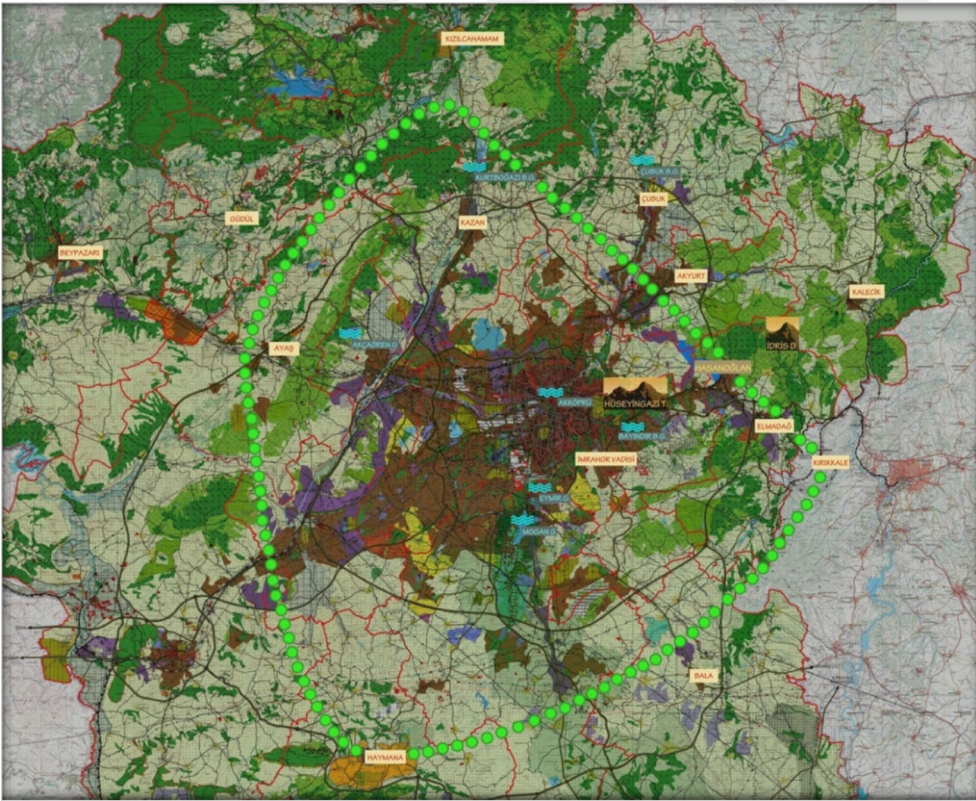 KIZILCAHAMAM
KURTBOĞAZI B.G.
ÇUBUK B.G.
ÇUBUK
GÜDÜL
KAZAN
BEYPAZARI
AKYURT
KALECİK
İDRİS D.
AKÇAÖREN G.
AYAŞ
HASANOĞLAN
HÜSEYİNGAZİ T.
AKKÖPRÜ
ELMADAĞ
BAYINDIR B.G.
İMRAHOR VADİSİ
KIRIKKALE
EYMİR G.
MOGAN G.
BALA
HAYMANA